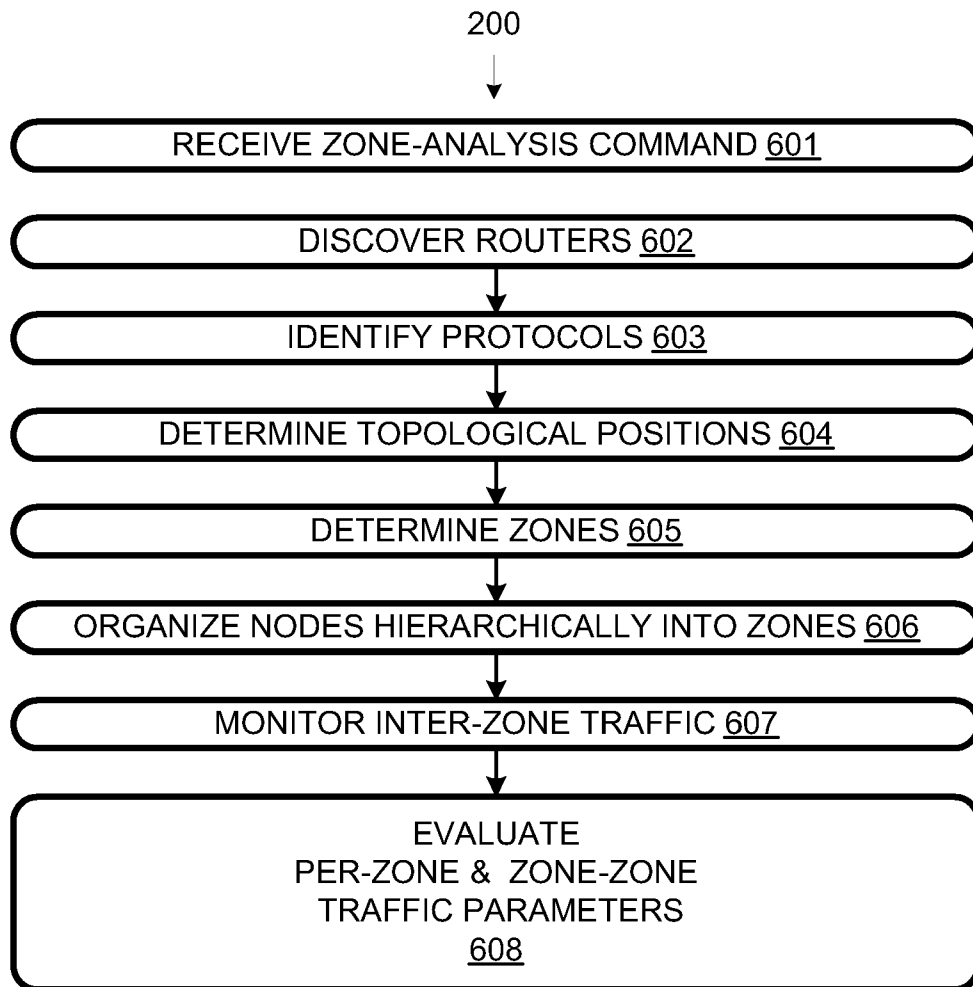 200
RECEIVE ZONE-ANALYSIS COMMAND 601
DISCOVER ROUTERS 602
IDENTIFY PROTOCOLS 603
DETERMINE TOPOLOGICAL POSITIONS 604
DETERMINE ZONES 605
ORGANIZE NODES HIERARCHICALLY INTO ZONES 606
MONITOR INTER-ZONE TRAFFIC 607
EVALUATE
PER-ZONE & ZONE-ZONE
TRAFFIC PARAMETERS
608